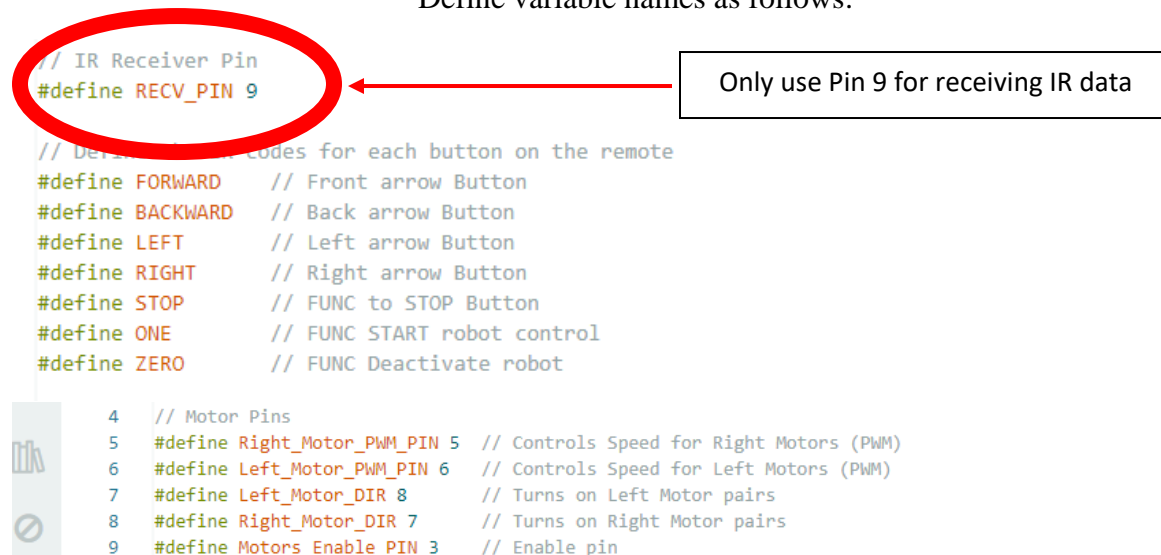 Define variable names as follows:
// IR Receiver Pin
#define RECV_PIN 9
Only use Pin 9 for receiving IR data
// codes for each button on the remote
#define FORWARD // Front arrow Button
#define BACKWARD // Back arrow Button
#define LEFT // Left arrow Button
#define RIGHT // Right arrow Button
#define STOP // FUNC to STOP Button
#define ONE // FUNC START robot control
#define ZERO // FUNC Deactivate robot
4 // Motor Pins
5 #define Right_Motor_PWM_PIN 5 // Controls Speed for Right Motors (PWM)
6 #define Left_Motor_PWM_PIN 6 // Controls Speed for Left Motors (PWM)
7 #define Left_Motor_DIR 8 // Turns on Left Motor pairs
8 #define Right_Motor_DIR 7 // Turns on Right Motor pairs
9 #define Motors_Enable_PIN 3 // Enable pin